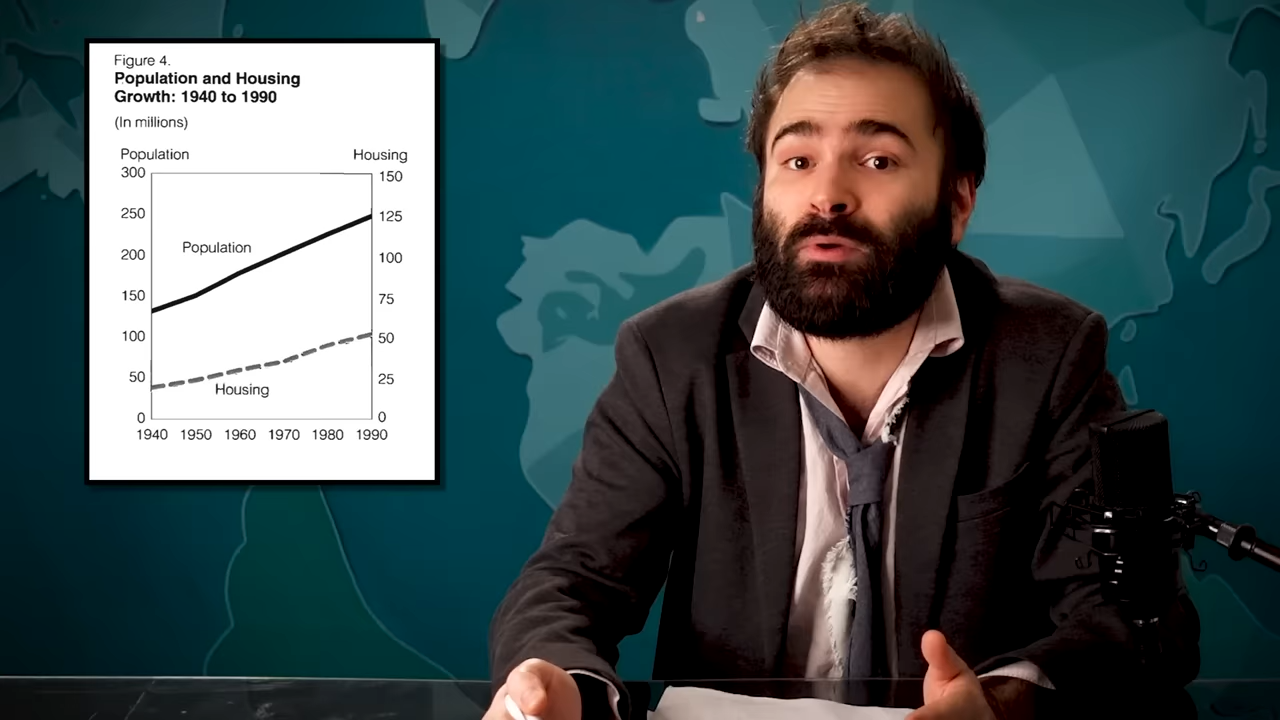 Figure 4.
Population and Housing
Growth: 1940 to 1990
(In millions)
Population Housing
300 150
250 125
200 100
150 75
100 50
50 25
0 0
Population
Housing
1940 1950 1960 1970 1980 1990